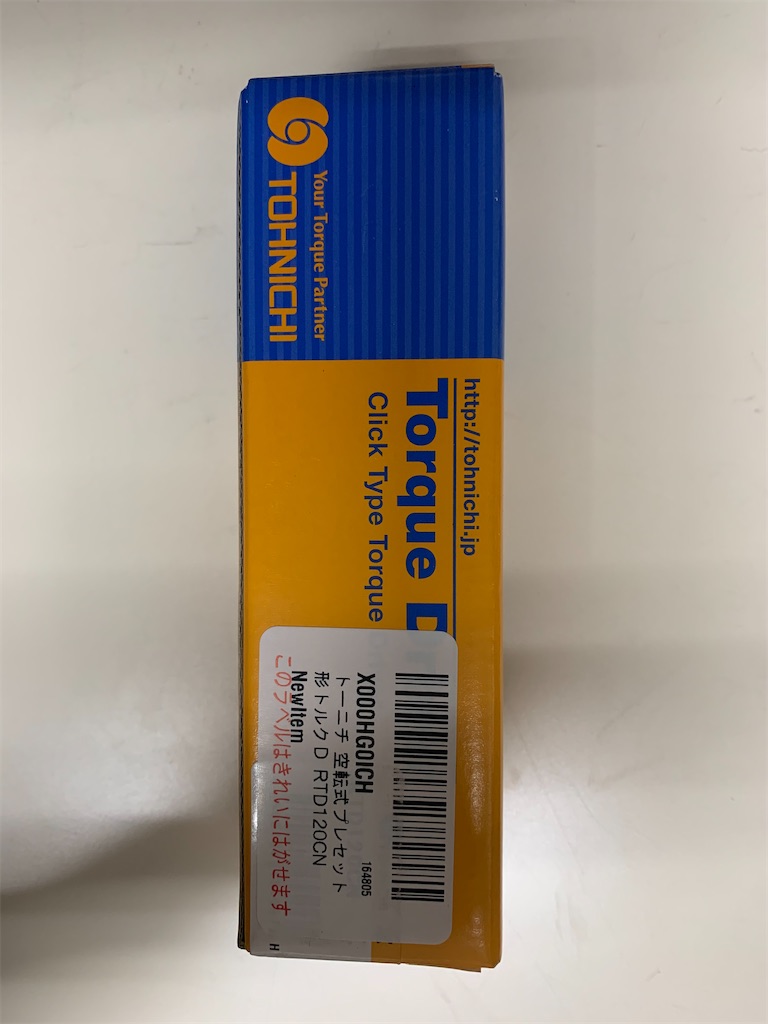 Your Torque Partner
TOHNICHI
http://tohnichi.jp
Torque D
Click Type Torque
164805
X000HG0ICH
トーニチ 空転式プレセット
形トルクD RTD120CN
NewItem
このラベルはきれいにはがせます
H